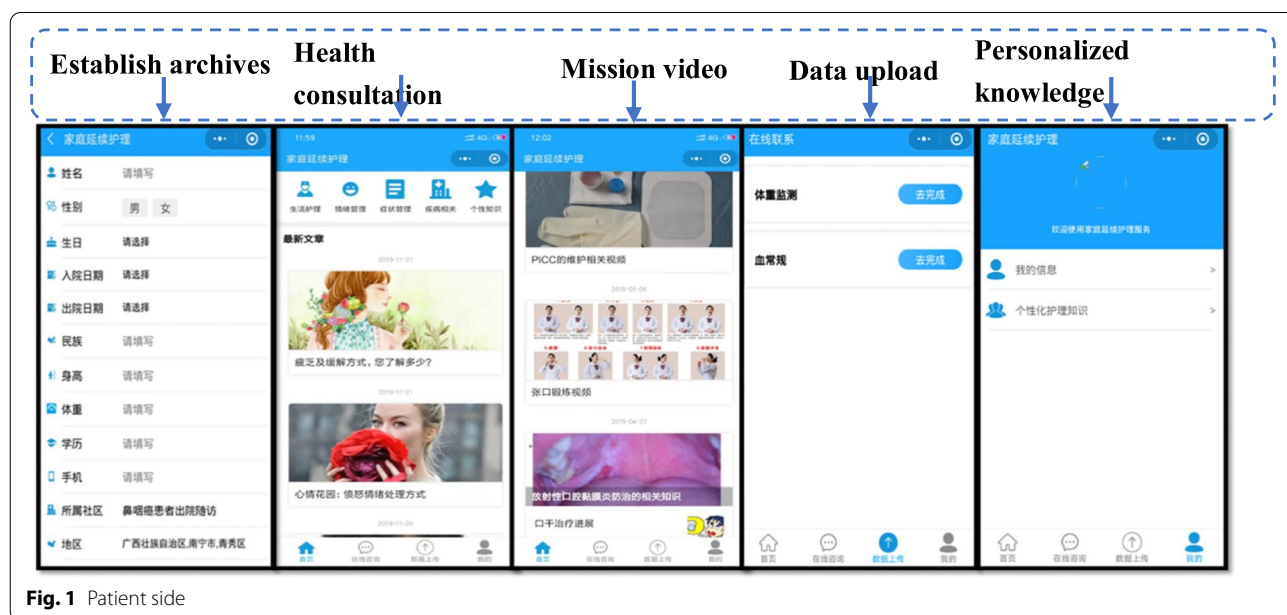 Establish archives
Health
consultation
Mission video
Data upload
Personalized
knowledge
家庭延续护理
姓名 请填写
性别 男 女
生日 请选择
入院日期 请选择
出院日期 请选择
民族 请填写
身高 请填写
体重 请填写
学历 请填写
手机 请填写
所属社区 鼻咽癌患者出院随访
地区 广西壮族自治区,南宁市,青秀区
11:59 4G
家庭延续护理
生活护理 情绪管理 症状管理 疾病相关 个性知识
最新文章
2019-11-21
疲乏及缓解方式，您了解多少?
2019-11-21
心情花园：愤怒情绪处理方式
2019-11-20
首页 在线咨询 数据上传 我的
12:02 4G
家庭延续护理
PICC的维护相关视频
2019-05-06
张口锻炼视频
2019-04-27
放射性口腔黏膜炎防治的相关知识
口干治疗进展
首页 在线咨询 数据上传 我的
在线联系
体重监测 去完成
血常规 去完成
首页 在线咨询 数据上传 我的
家庭延续护理
欢迎使用家庭延续护理服务
我的信息 >
个性化护理知识 >
首页 在线咨询 数据上传 我的
Fig. 1 Patient side